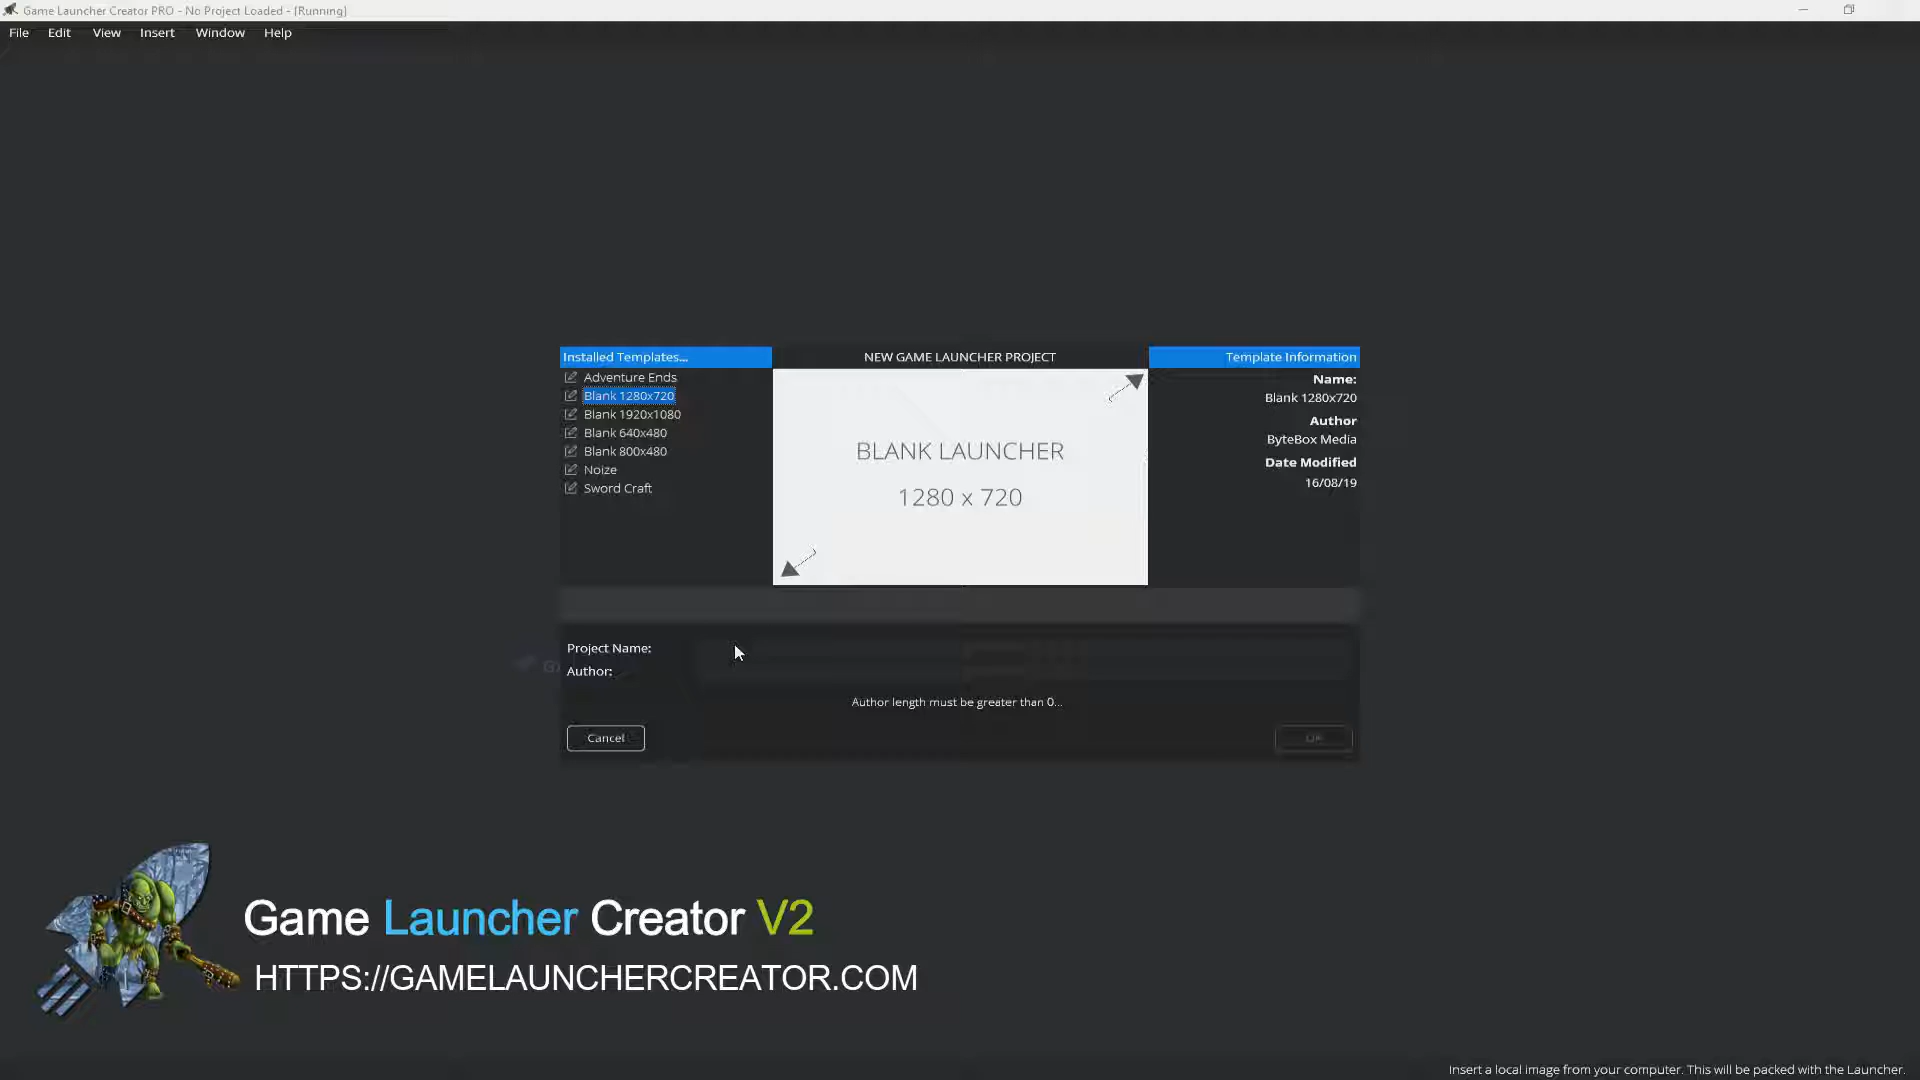 Game Launcher Creator PRO - No Project Loaded - [Running]
File Edit View Insert Window Help
Installed Templates...
NEW GAME LAUNCHER PROJECT
Template Information
Adventure Ends
Blank 1280x720
Blank 1920x1080
Blank 640x480
Blank 800x480
Noize
Sword Craft
BLANK LAUNCHER
1280 x 720
Name:
Blank 1280x720
Author
ByteBox Media
Date Modified
16/08/19
Project Name:
Author:
Author length must be greater than 0...
Cancel
OK
Game Launcher Creator V2
HTTPS://GAMELAUNCHERCREATOR.COM
Insert a local image from your computer. This will be packed with the Launcher.